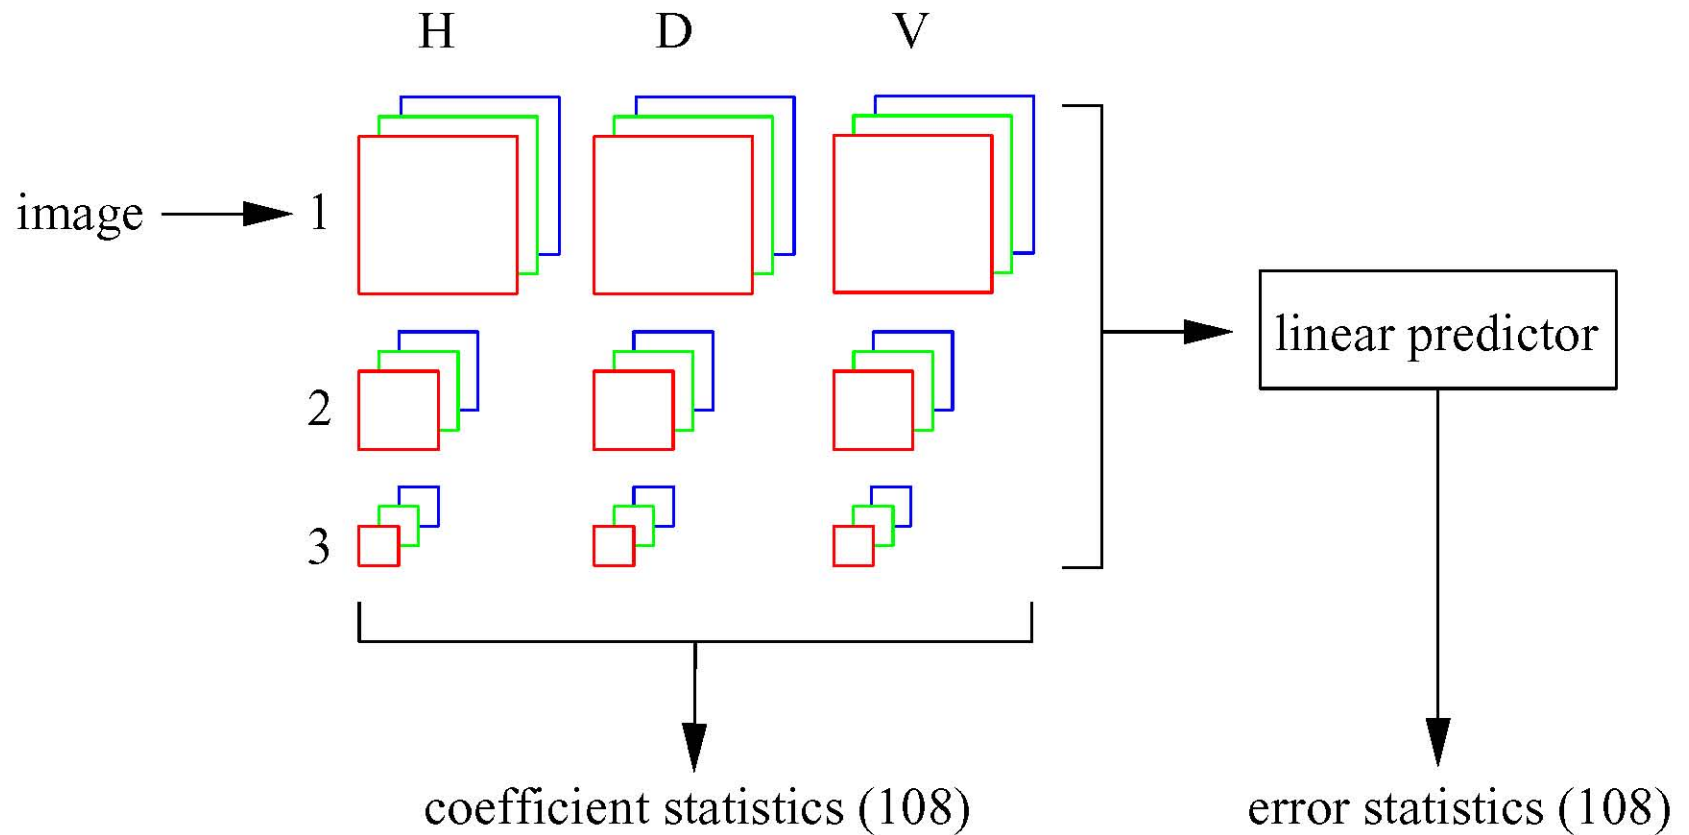 H D V
image 1
linear predictor
2
3
coefficient statistics (108) error statistics (108)